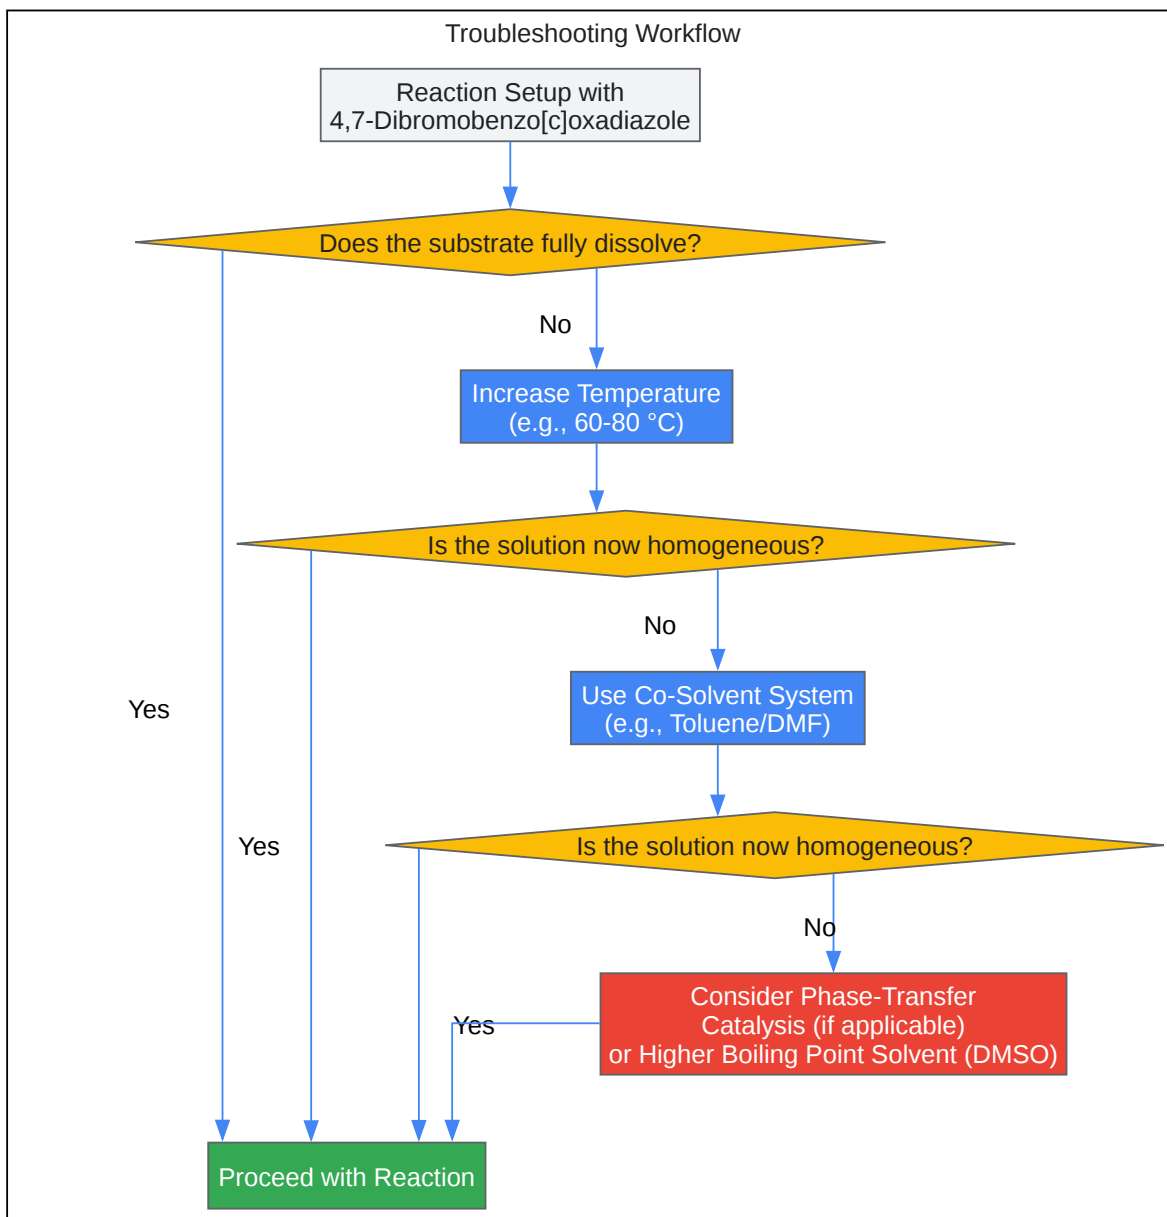 Troubleshooting Workflow
Reaction Setup with
4,7-Dibromobenzo[c]oxadiazole
Does the substrate fully dissolve?
No
Increase Temperature
(e.g., 60-80 °C)
Is the solution now homogeneous?
No
Use Co-Solvent System
(e.g., Toluene/DMF)
Yes
Yes
Is the solution now homogeneous?
No
Consider Phase-Transfer
Catalysis (if applicable)
or Higher Boiling Point Solvent (DMSO)
Yes
Proceed with Reaction